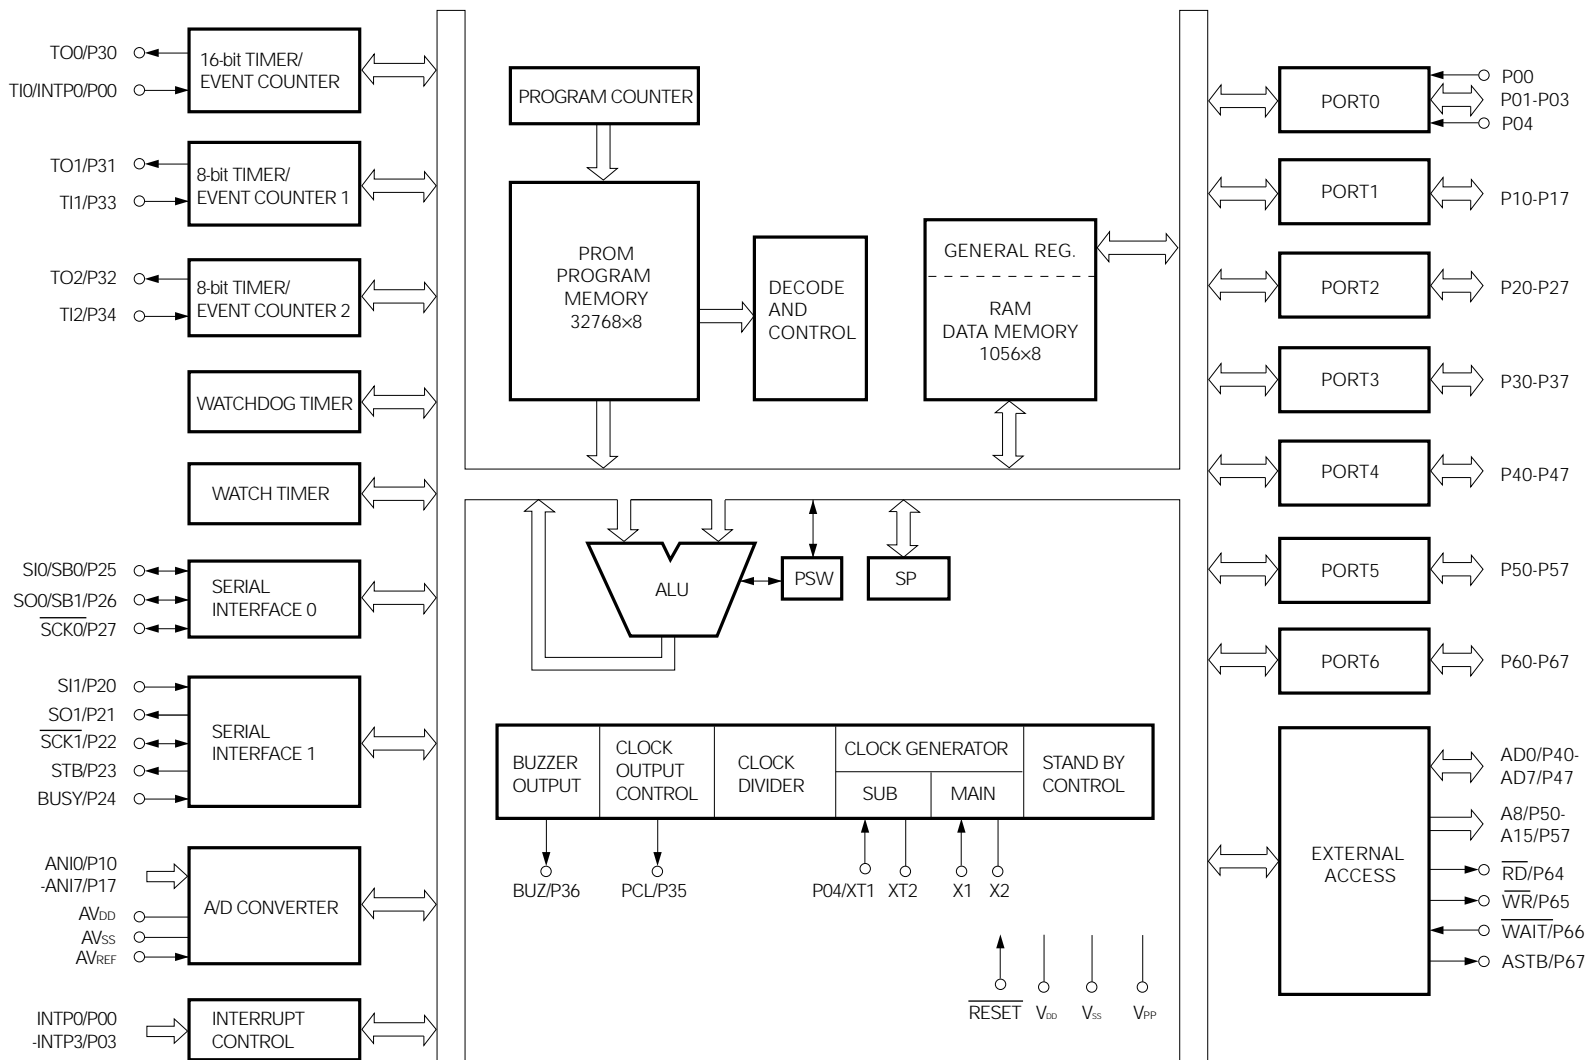 TO0/P30
TI0/INTP0/P00
16-bit TIMER/
EVENT COUNTER
TO1/P31
TI1/P33
8-bit TIMER/
EVENT COUNTER 1
TO2/P32
TI2/P34
8-bit TIMER/
EVENT COUNTER 2
WATCHDOG TIMER
WATCH TIMER
SI0/SB0/P25
SO0/SB1/P26
SCK0/P27
SERIAL
INTERFACE 0
SI1/P20
SO1/P21
SCK1/P22
STB/P23
BUSY/P24
SERIAL
INTERFACE 1
ANI0/P10
-ANI7/P17
AVDD
AVSS
AVREF
A/D CONVERTER
INTP0/P00
-INTP3/P03
INTERRUPT
CONTROL
PROGRAM COUNTER
PROM
PROGRAM
MEMORY
32768×8
DECODE
AND
CONTROL
GENERAL REG.
RAM
DATA MEMORY
1056×8
ALU
PSW
SP
BUZZER
OUTPUT
CLOCK
OUTPUT
CONTROL
CLOCK
DIVIDER
CLOCK GENERATOR
SUB
MAIN
STAND BY
CONTROL
BUZ/P36
PCL/P35
P04/XT1
XT2
X1
X2
RESET
VDD
VSS
VPP
PORT0
P00
P01-P03
P04
PORT1
P10-P17
PORT2
P20-P27
PORT3
P30-P37
PORT4
P40-P47
PORT5
P50-P57
PORT6
P60-P67
EXTERNAL
ACCESS
AD0/P40-
AD7/P47
A8/P50-
A15/P57
RD/P64
WR/P65
WAIT/P66
ASTB/P67